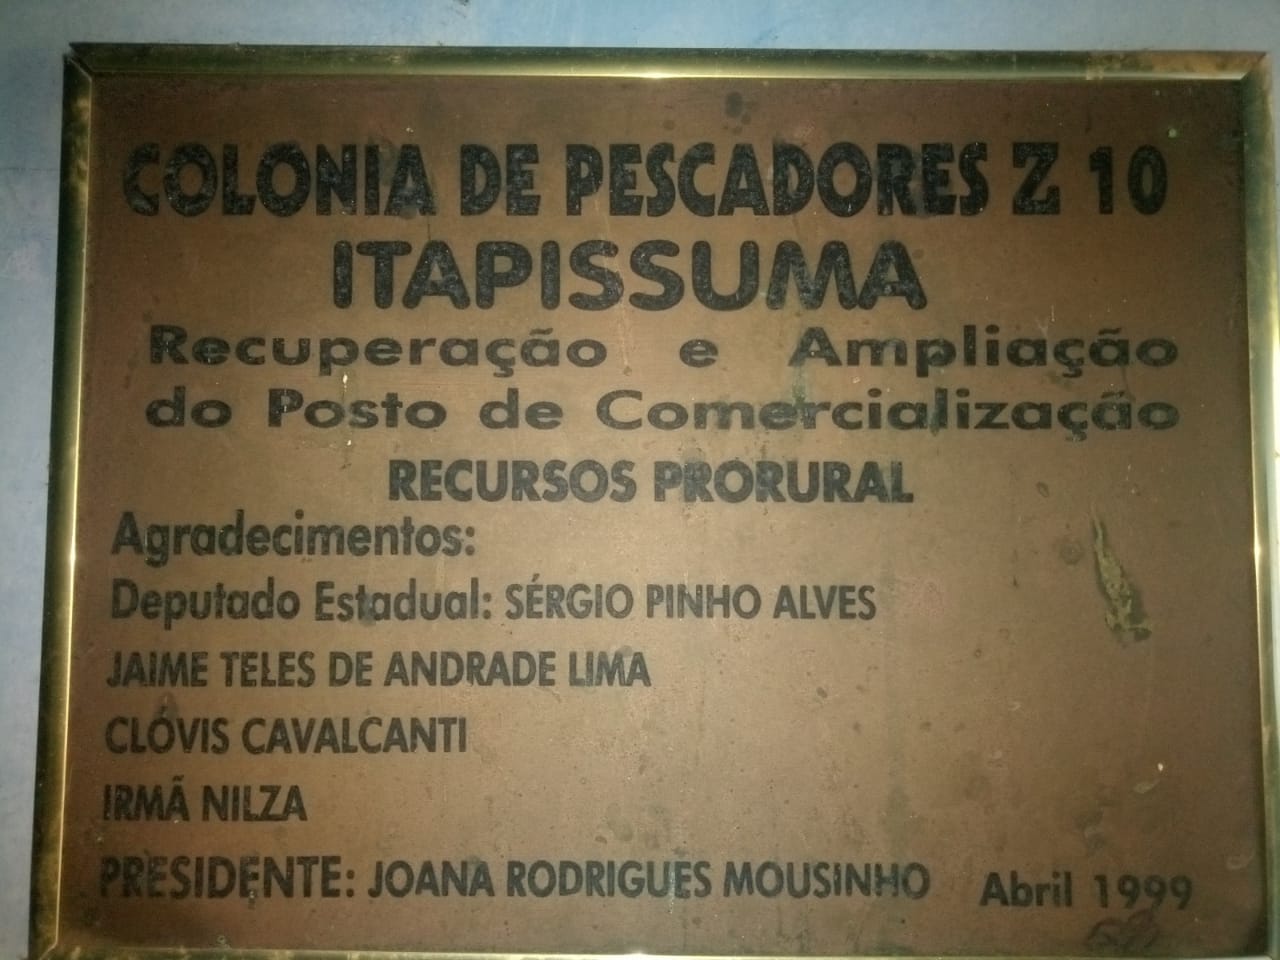 COLONIA DE PESCADORES Z 10
ITAPISSUMA
Recuperação e Ampliação
do Posto de Comercialização
RECURSOS PRORURAL
Agradecimentos:
Deputado Estadual: SÉRGIO PINHO ALVES
JAIME TELES DE ANDRADE LIMA
CLÓVIS CAVALCANTI
IRMÃ NILZA
PRESIDENTE: JOANA RODRIGUES MOUSINHO Abril 1999